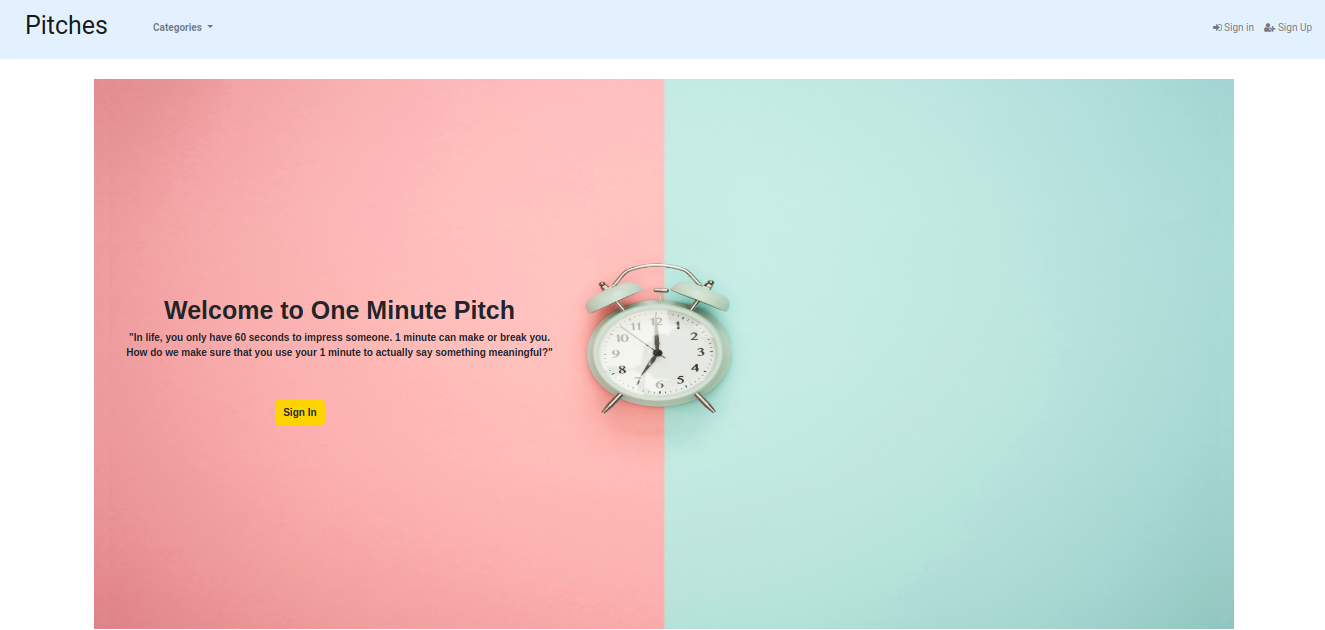 Pitches
Categories
Sign in
Sign Up
Welcome to One Minute Pitch
"In life, you only have 60 seconds to impress someone. 1 minute can make or break you.
How do we make sure that you use your 1 minute to actually say something meaningful?"
12
11
1
10
2
9
3
8
4
7
5
6
Sign In